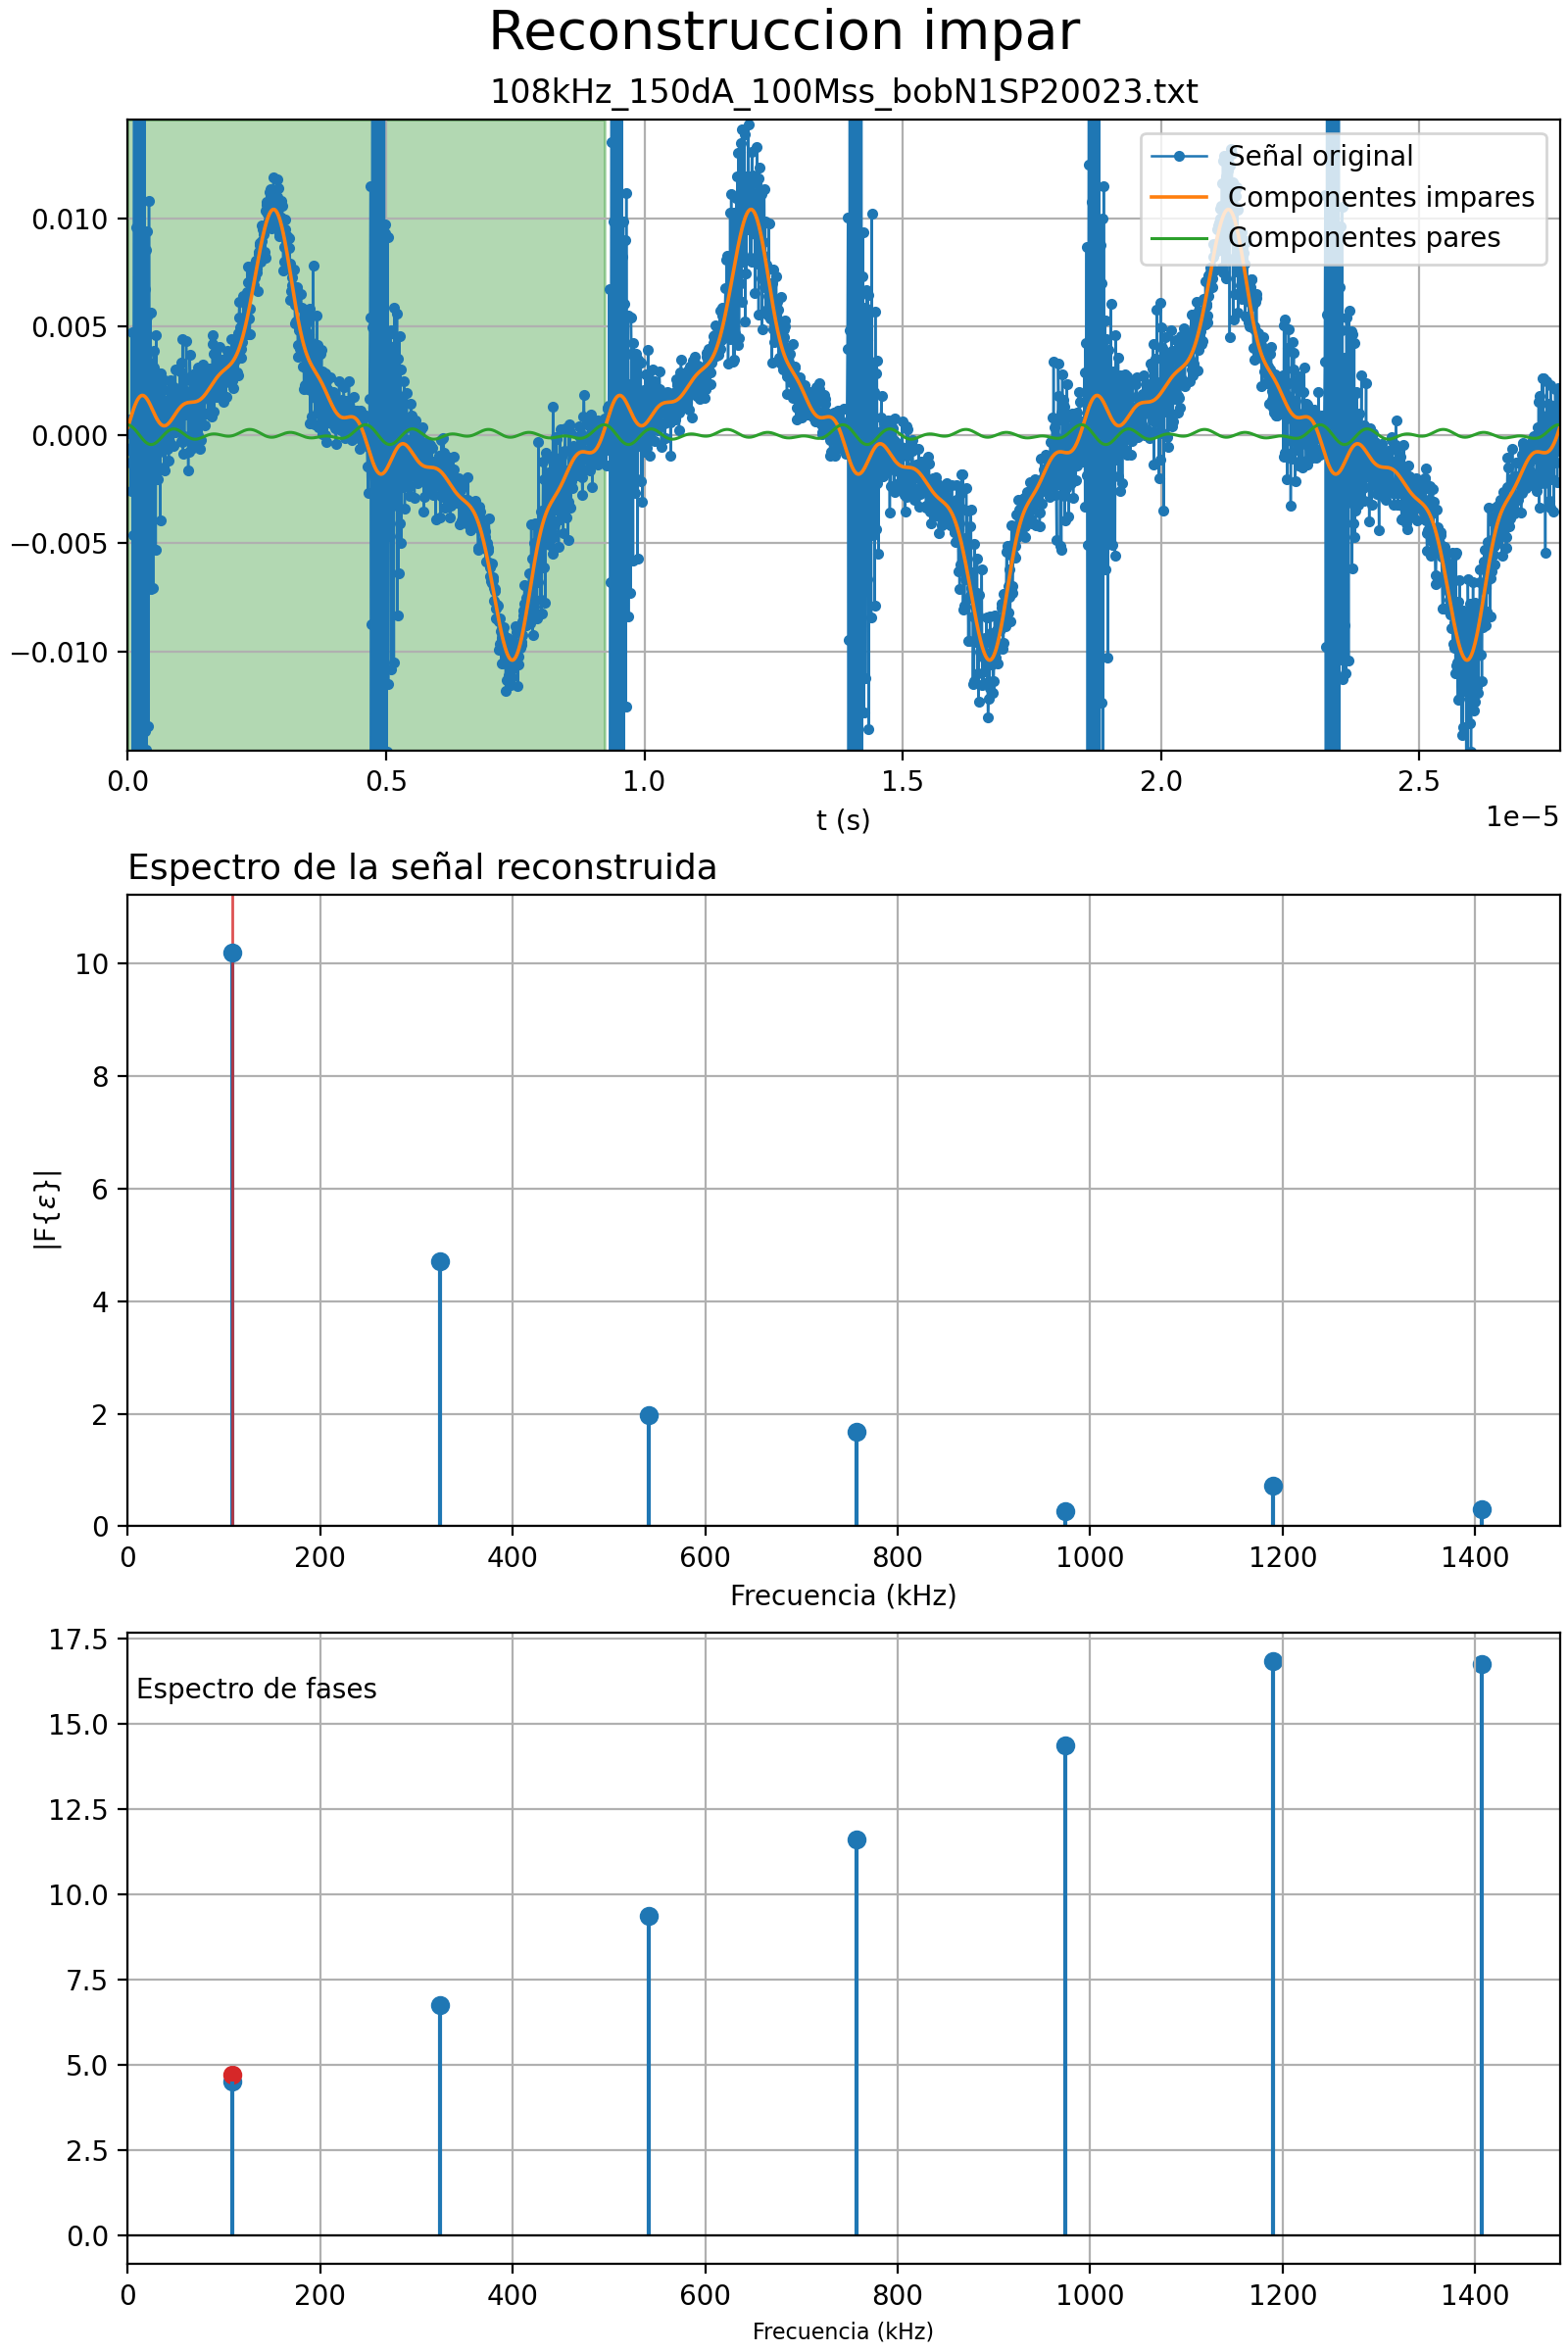 Reconstruccion impar
108kHz_150dA_100Mss_bobN1SP20023.txt
Señal original
Componentes impares
Componentes pares
0.010
0.005
0.000
−0.005
−0.010
0.0 0.5 1.0 1.5 2.0 2.5
1e−5
t (s)
Espectro de la señal reconstruida
10
8
6
4
2
0
|F{ε}|
0 200 400 600 800 1000 1200 1400
Frecuencia (kHz)
Espectro de fases
17.5
15.0
12.5
10.0
7.5
5.0
2.5
0.0
0 200 400 600 800 1000 1200 1400
Frecuencia (kHz)